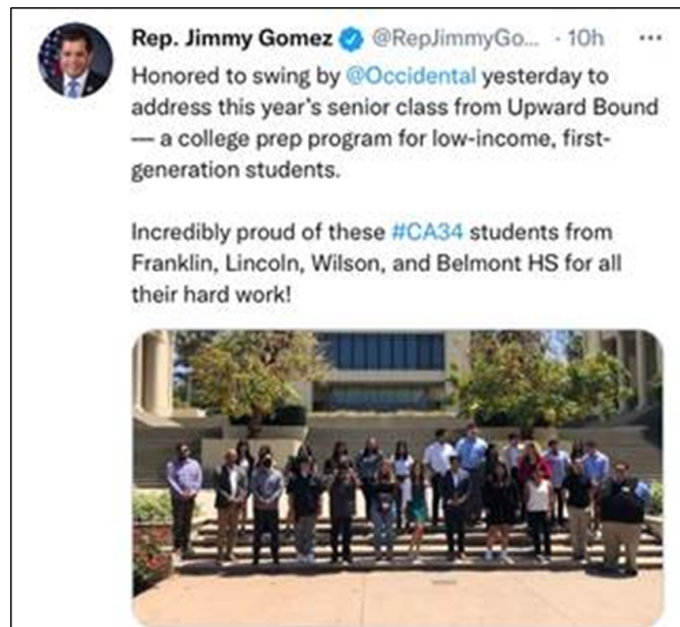 Rep. Jimmy Gomez @RepJimmyGo... · 10h ···
Honored to swing by @Occidental yesterday to
address this year's senior class from Upward Bound
— a college prep program for low-income, first-
generation students.
Incredibly proud of these #CA34 students from
Franklin, Lincoln, Wilson, and Belmont HS for all
their hard work!